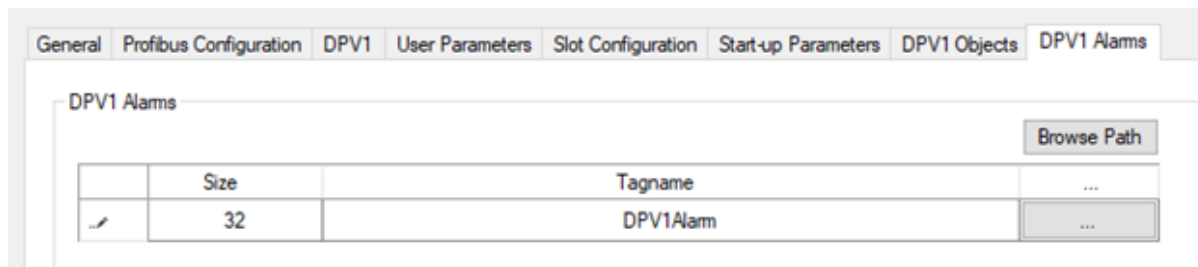 General Profibus Configuration DPV1 User Parameters Slot Configuration Start-up Parameters DPV1 Objects DPV1 Alarms
DPV1 Alarms
Browse Path
Size Tagname ...
32 DPV1Alarm ...